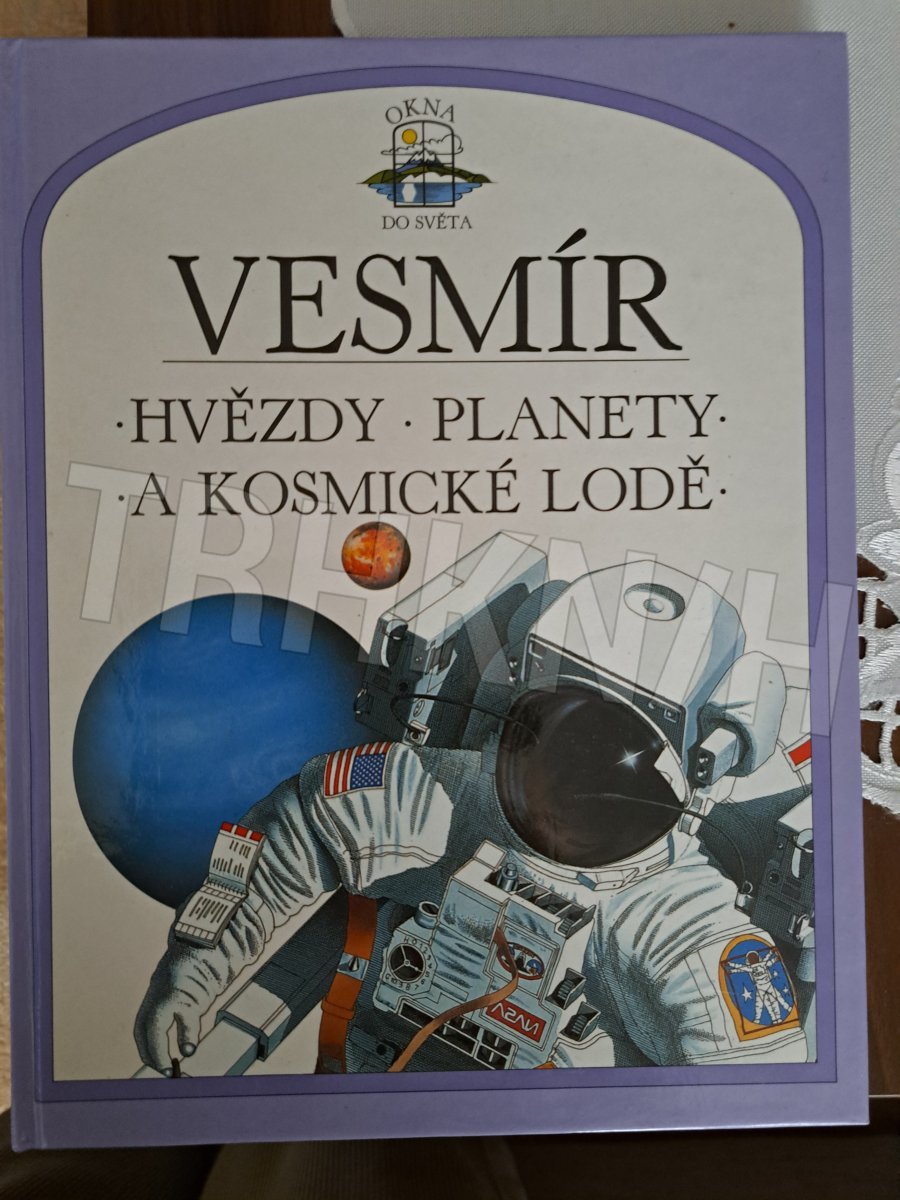 OKNA
DO SVĚTA
VESMÍR
·HVĚZDY · PLANETY·
·A KOSMICKÉ LODĚ·
TRHKNIH
NASA